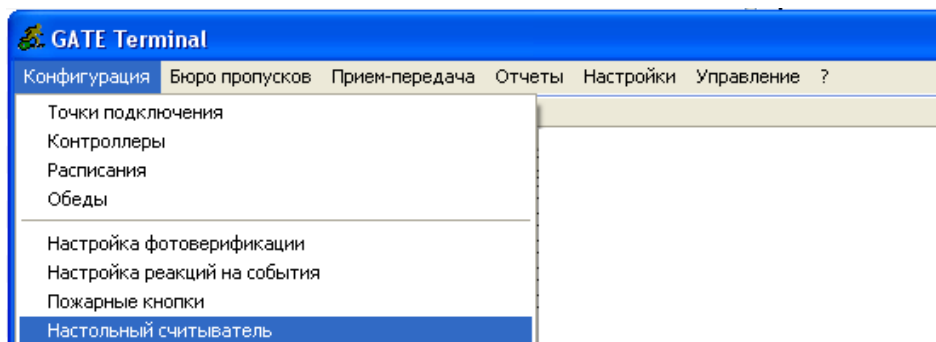 GATE Terminal
Конфигурация Бюро пропусков Прием-передача Отчеты Настройки Управление ?
Точки подключения
Контроллеры
Расписания
Обеды
Настройка фотоверификации
Настройка реакций на события
Пожарные кнопки
Настольный считыватель